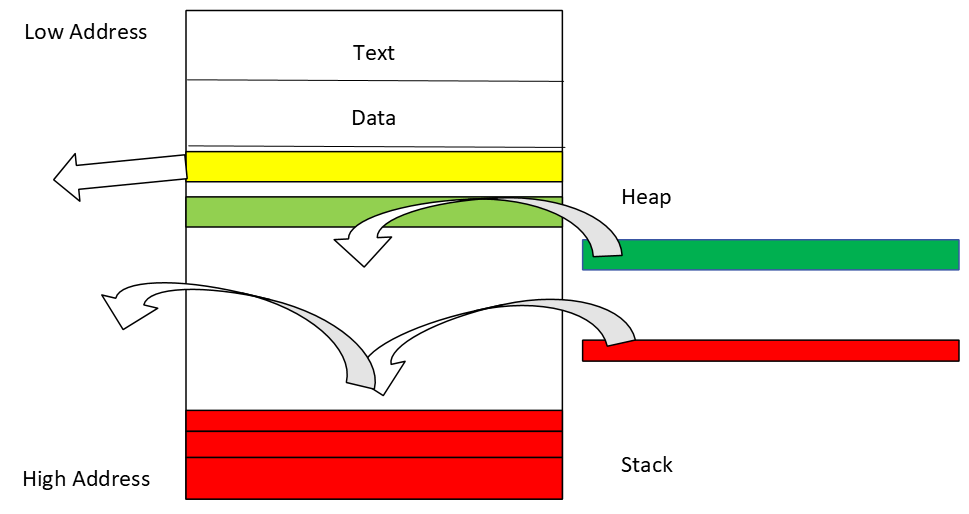 Low Address
Text
Data
Heap
Stack
High Address